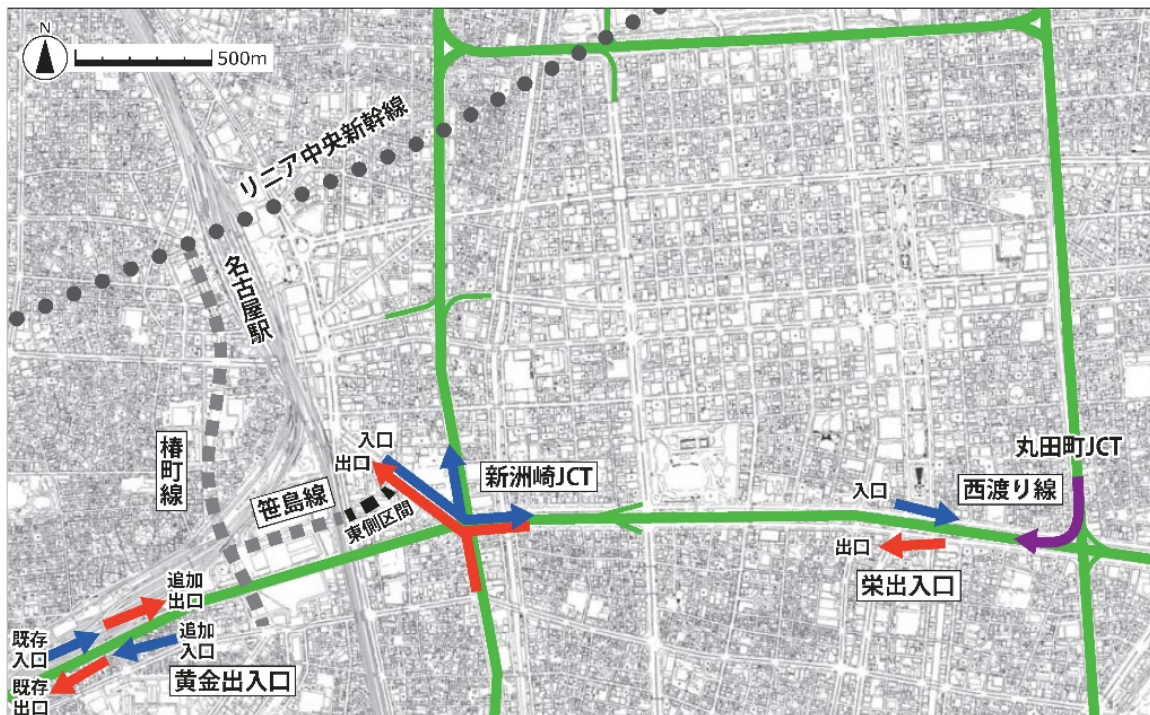 N
500m
リニア中央新幹線
名古屋駅
椿町線
笹島線
東側区間
入口
出口
新洲崎JCT
丸田町JCT
西渡り線
入口
出口
栄出入口
追加
出口
既存
入口
追加
入口
既存
出口
黄金出入口